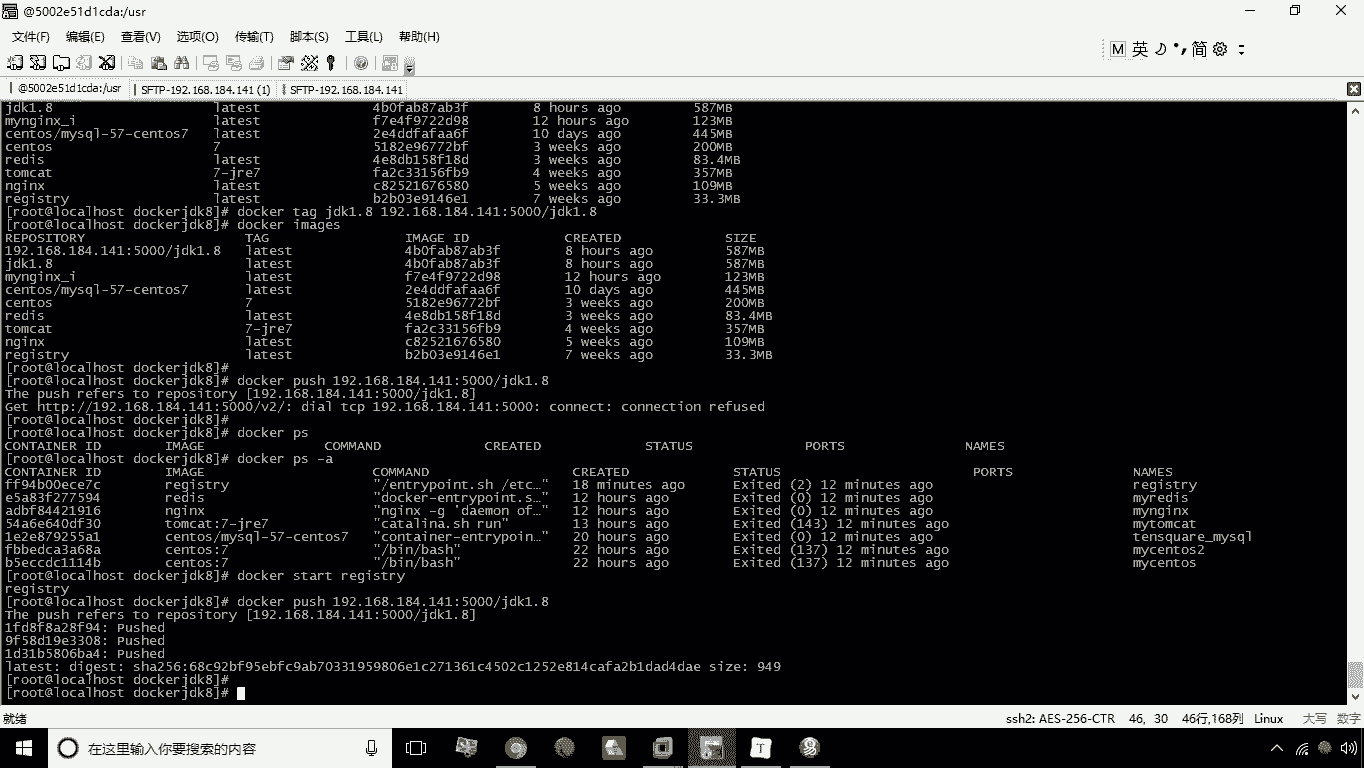 @5002e51d1cda:/usr
文件(F) 编辑(E) 查看(V) 选项(O) 传输(T) 脚本(S) 工具(L) 帮助(H)
M 英 简
@5002e51d1cda:/usr SFTP-192.168.184.141 (1) SFTP-192.168.184.141
jdk1.8 latest 4b0fab87ab3f 8 hours ago 587MB
mynginx_i latest f7e4f9722d98 12 hours ago 123MB
centos/mysql-57-centos7 latest 2e4ddfafaa6f 10 days ago 445MB
centos 7 5182e96772bf 3 weeks ago 200MB
redis latest 4e8db158f18d 3 weeks ago 83.4MB
tomcat 7-jre7 fa2c33156fb9 4 weeks ago 357MB
nginx latest c82521676580 5 weeks ago 109MB
registry latest b2b03e9146e1 7 weeks ago 33.3MB
[root@localhost dockerjdk8]# docker tag jdk1.8 192.168.184.141:5000/jdk1.8
[root@localhost dockerjdk8]# docker images
REPOSITORY TAG IMAGE ID CREATED SIZE
192.168.184.141:5000/jdk1.8 latest 4b0fab87ab3f 8 hours ago 587MB
jdk1.8 latest 4b0fab87ab3f 8 hours ago 587MB
mynginx_i latest f7e4f9722d98 12 hours ago 123MB
centos/mysql-57-centos7 latest 2e4ddfafaa6f 10 days ago 445MB
centos 7 5182e96772bf 3 weeks ago 200MB
redis latest 4e8db158f18d 3 weeks ago 83.4MB
tomcat 7-jre7 fa2c33156fb9 4 weeks ago 357MB
nginx latest c82521676580 5 weeks ago 109MB
registry latest b2b03e9146e1 7 weeks ago 33.3MB
[root@localhost dockerjdk8]#
[root@localhost dockerjdk8]# docker push 192.168.184.141:5000/jdk1.8
The push refers to repository [192.168.184.141:5000/jdk1.8]
Get http://192.168.184.141:5000/v2/: dial tcp 192.168.184.141:5000: connect: connection refused
[root@localhost dockerjdk8]#
[root@localhost dockerjdk8]# docker ps
CONTAINER ID IMAGE COMMAND CREATED STATUS PORTS NAMES
[root@localhost dockerjdk8]# docker ps -a
CONTAINER ID IMAGE COMMAND CREATED STATUS PORTS NAMES
ff94b00ece7c registry "/entrypoint.sh /etc…" 18 minutes ago Exited (2) 12 minutes ago registry
e5a83f277594 redis "docker-entrypoint.s…" 12 hours ago Exited (0) 12 minutes ago myredis
adbf84421916 nginx "nginx -g 'daemon of…" 12 hours ago Exited (0) 12 minutes ago mynginx
54a6e640df30 tomcat:7-jre7 "catalina.sh run" 13 hours ago Exited (143) 12 minutes ago mytomcat
1e2e879255a1 centos/mysql-57-centos7 "container-entrypoin…" 20 hours ago Exited (0) 12 minutes ago tensquare_mysql
fbbedca3a68a centos:7 "/bin/bash" 22 hours ago Exited (137) 12 minutes ago mycentos2
b5eccdc1114b centos:7 "/bin/bash" 22 hours ago Exited (137) 12 minutes ago mycentos
[root@localhost dockerjdk8]# docker start registry
registry
[root@localhost dockerjdk8]# docker push 192.168.184.141:5000/jdk1.8
The push refers to repository [192.168.184.141:5000/jdk1.8]
1fd8f8a28f94: Pushed
9f58d19e3308: Pushed
1d31b5806ba4: Pushed
latest: digest: sha256:68c92bf95ebfc9ab70331959806e1c271361c4502c1252e814cafa2b1dad4dae size: 949
[root@localhost dockerjdk8]#
[root@localhost dockerjdk8]#
就绪 ssh2: AES-256-CTR 46, 30 46行,168列 Linux 大写 数字
在这里输入你要搜索的内容 T